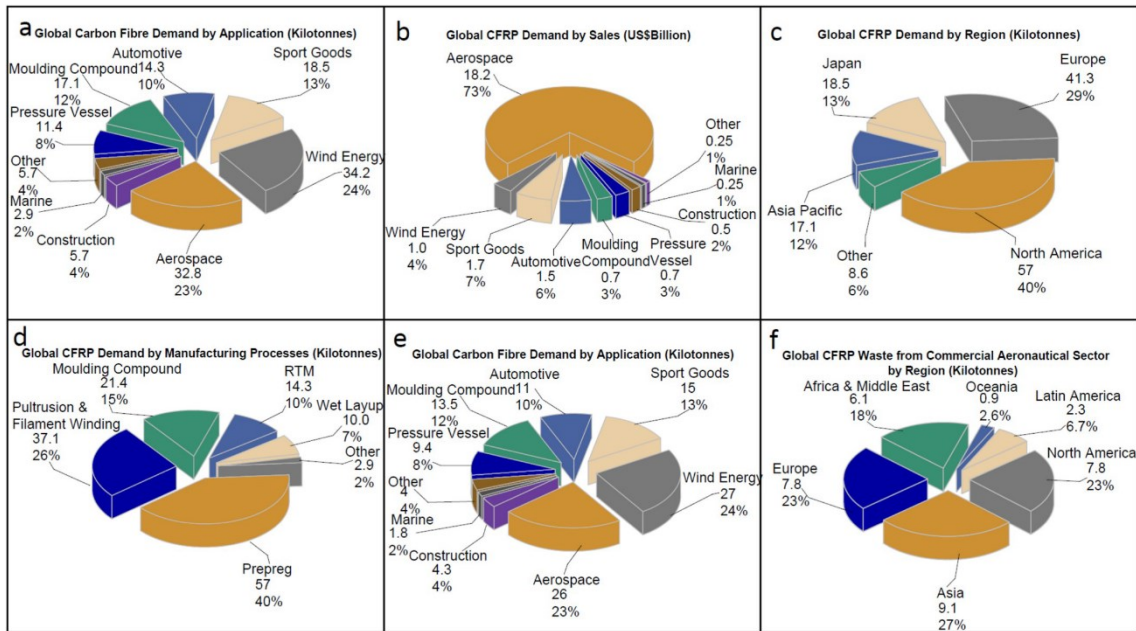 a
Global Carbon Fibre Demand by Application (Kilotonnes)
Automotive
14.3
10%
Sport Goods
18.5
13%
Moulding Compound
17.1
12%
Pressure Vessel
11.4
8%
Wind Energy
34.2
24%
Other
5.7
4%
Marine
2.9
2%
Construction
5.7
4%
Aerospace
32.8
23%
b
Global CFRP Demand by Sales (US$Billion)
Aerospace
18.2
73%
Other
0.25
1%
Marine
0.25
1%
Construction
0.5
2%
Wind Energy
1.0
4%
Sport Goods
1.7
7%
Automotive
1.5
6%
Moulding
Compound
0.7
3%
Pressure
Vessel
0.7
3%
c
Global CFRP Demand by Region (Kilotonnes)
Japan
18.5
13%
Europe
41.3
29%
Asia Pacific
17.1
12%
Other
8.6
6%
North America
57
40%
d
Global CFRP Demand by Manufacturing Processes (Kilotonnes)
Moulding Compound
21.4
15%
RTM
14.3
10%
Wet Layup
10.0
7%
Other
2.9
2%
Pultrusion &
Filament Winding
37.1
26%
Prepreg
57
40%
e
Global Carbon Fibre Demand by Application (Kilotonnes)
Automotive
11
10%
Sport Goods
15
13%
Moulding Compound
13.5
12%
Pressure Vessel
9.4
8%
Wind Energy
27
24%
Other
4
4%
Marine
1.8
2%
Construction
4.3
4%
Aerospace
26
23%
f
Global CFRP Waste from Commercial Aeronautical Sector
by Region (Kilotonnes)
Africa & Middle East
6.1
18%
Oceania
0.9
2.6%
Latin America
2.3
6.7%
North America
7.8
23%
Europe
7.8
23%
Asia
9.1
27%